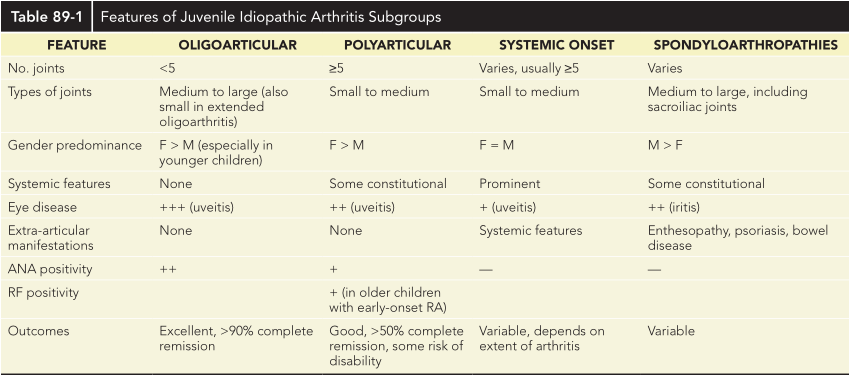 Table 89-1 Features of Juvenile Idiopathic Arthritis Subgroups
FEATURE OLIGOARTICULAR POLYARTICULAR SYSTEMIC ONSET SPONDYLOARTHROPATHIES
No. joints <5 ≥5 Varies, usually ≥5 Varies
Types of joints Medium to large (also Small to medium Small to medium Medium to large, including
small in extended sacroiliac joints
oligoarthritis)
Gender predominance F > M (especially in F > M F = M M > F
younger children)
Systemic features None Some constitutional Prominent Some constitutional
Eye disease +++ (uveitis) ++ (uveitis) + (uveitis) ++ (iritis)
Extra-articular None None Systemic features Enthesopathy, psoriasis, bowel
manifestations disease
ANA positivity ++ + — —
RF positivity + (in older children
with early-onset RA)
Outcomes Excellent, >90% complete Good, >50% complete Variable, depends on Variable
remission remission, some risk of extent of arthritis
disability